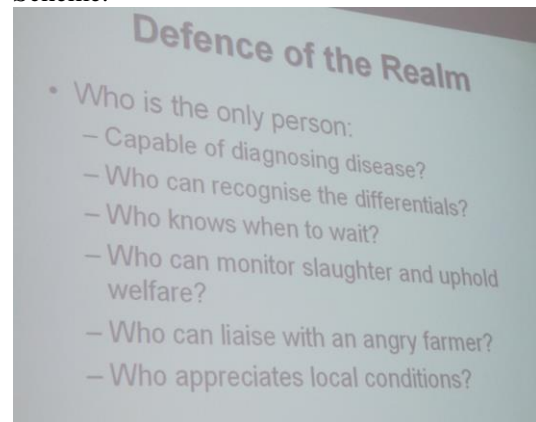 Defence of the Realm
• Who is the only person:
– Capable of diagnosing disease?
– Who can recognise the differentials?
– Who knows when to wait?
– Who can monitor slaughter and uphold
welfare?
– Who can liaise with an angry farmer?
– Who appreciates local conditions?